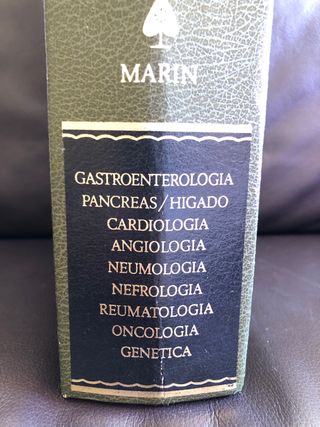 MARIN
GASTROENTEROLOGIA
PANCREAS/HIGADO
CARDIOLOGIA
ANGIOLOGIA
NEUMOLOGIA
NEFROLOGIA
REUMATOLOGIA
ONCOLOGIA
GENETICA